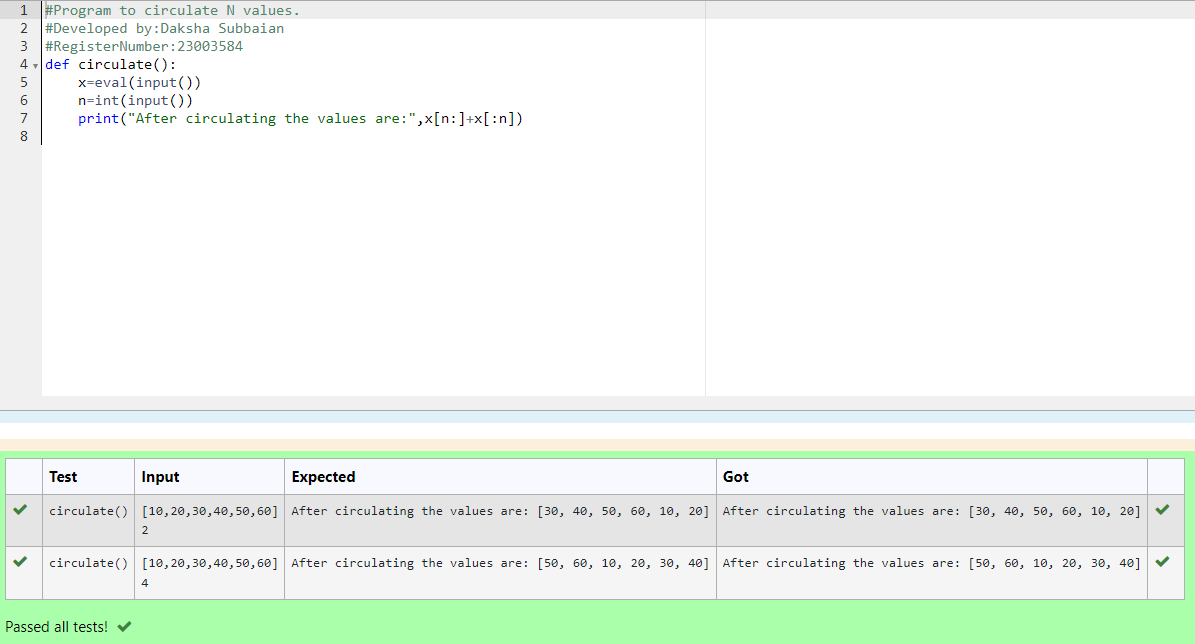 1 #Program to circulate N values.
2 #Developed by:Daksha Subbaian
3 #RegisterNumber:23003584
4 def circulate():
5     x=eval(input())
6     n=int(input())
7     print("After circulating the values are:",x[n:]+x[:n])
8
Test Input Expected Got
circulate() [10,20,30,40,50,60] After circulating the values are: [30, 40, 50, 60, 10, 20] After circulating the values are: [30, 40, 50, 60, 10, 20]
2
circulate() [10,20,30,40,50,60] After circulating the values are: [50, 60, 10, 20, 30, 40] After circulating the values are: [50, 60, 10, 20, 30, 40]
4
Passed all tests!